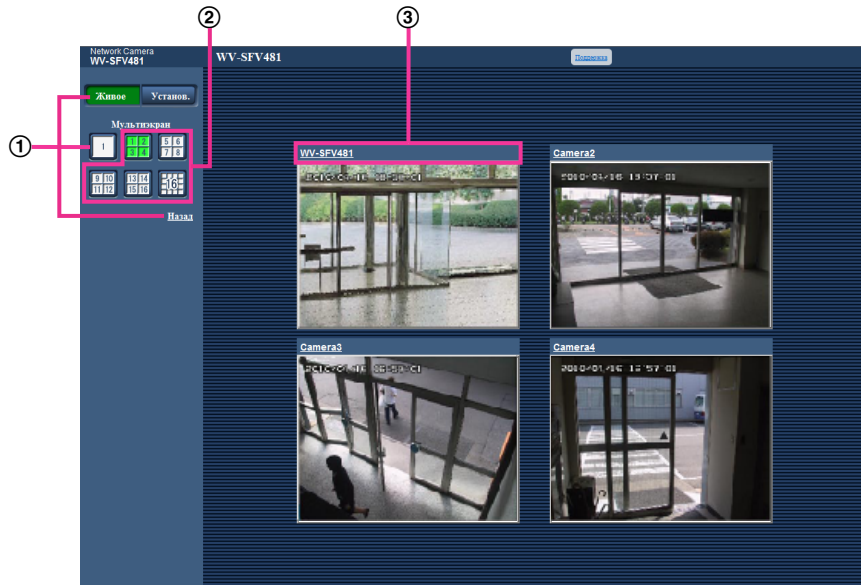 ② ③
Network Camera
WV-SFV481
WV-SFV481
Поддержка
Живое Установ.
Мультиэкран
①
1
1 2
3 4
5 6
7 8
9 10
11 12
13 14
15 16
16
Назад
WV-SFV481
Camera2
Camera3
Camera4